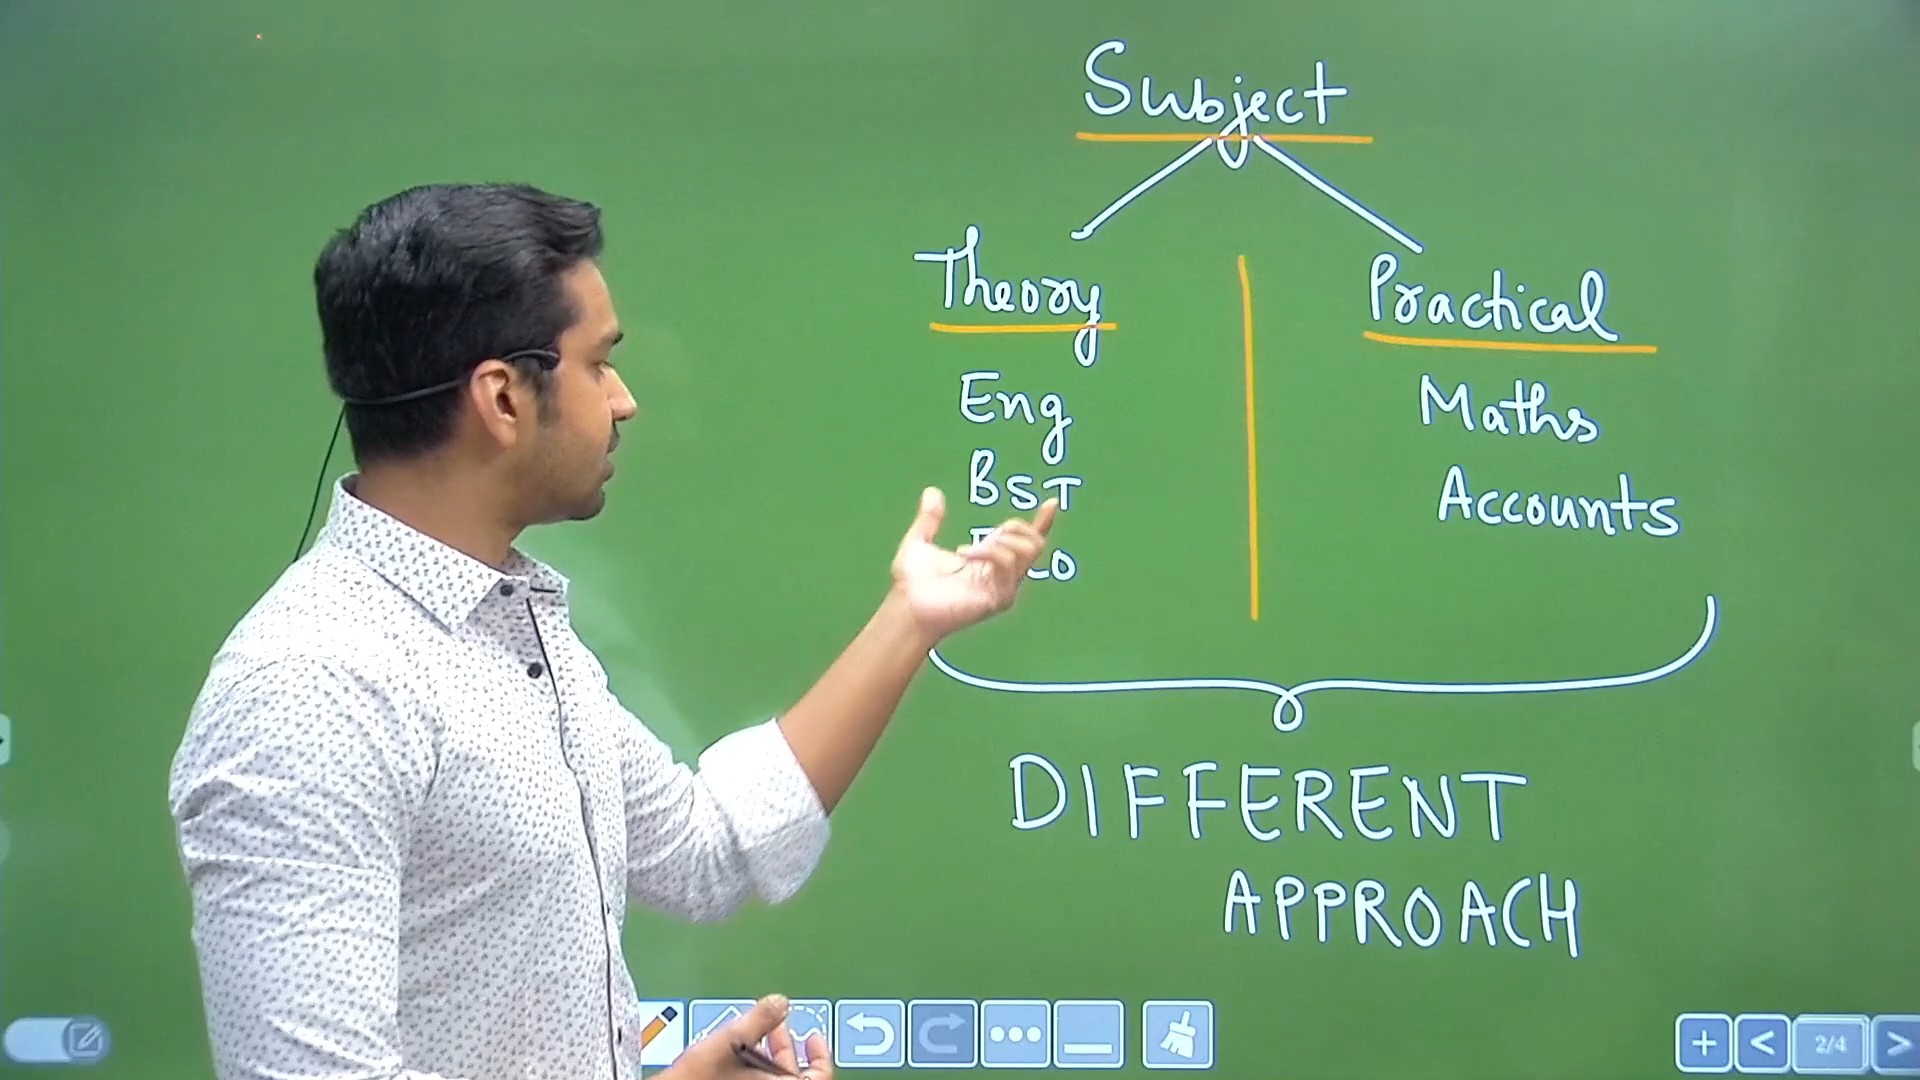 Subject
Theory
Practical
Eng
Maths
BST
Accounts
DIFFERENT
APPROACH
2/4